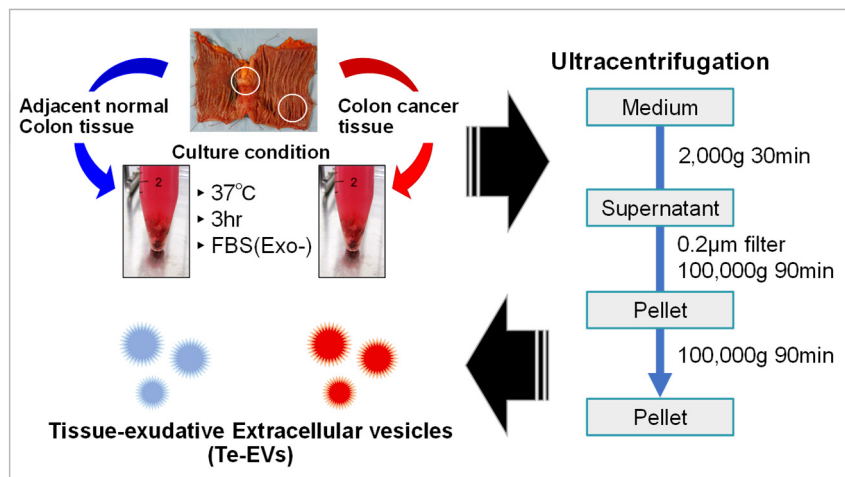 Adjacent normal
Colon tissue
Colon cancer
tissue
Culture condition
2
‣ 37℃
‣ 3hr
‣ FBS(Exo-)
2
Ultracentrifugation
Medium
2,000g 30min
Supernatant
0.2μm filter
100,000g 90min
Pellet
100,000g 90min
Pellet
Tissue-exudative Extracellular vesicles
(Te-EVs)